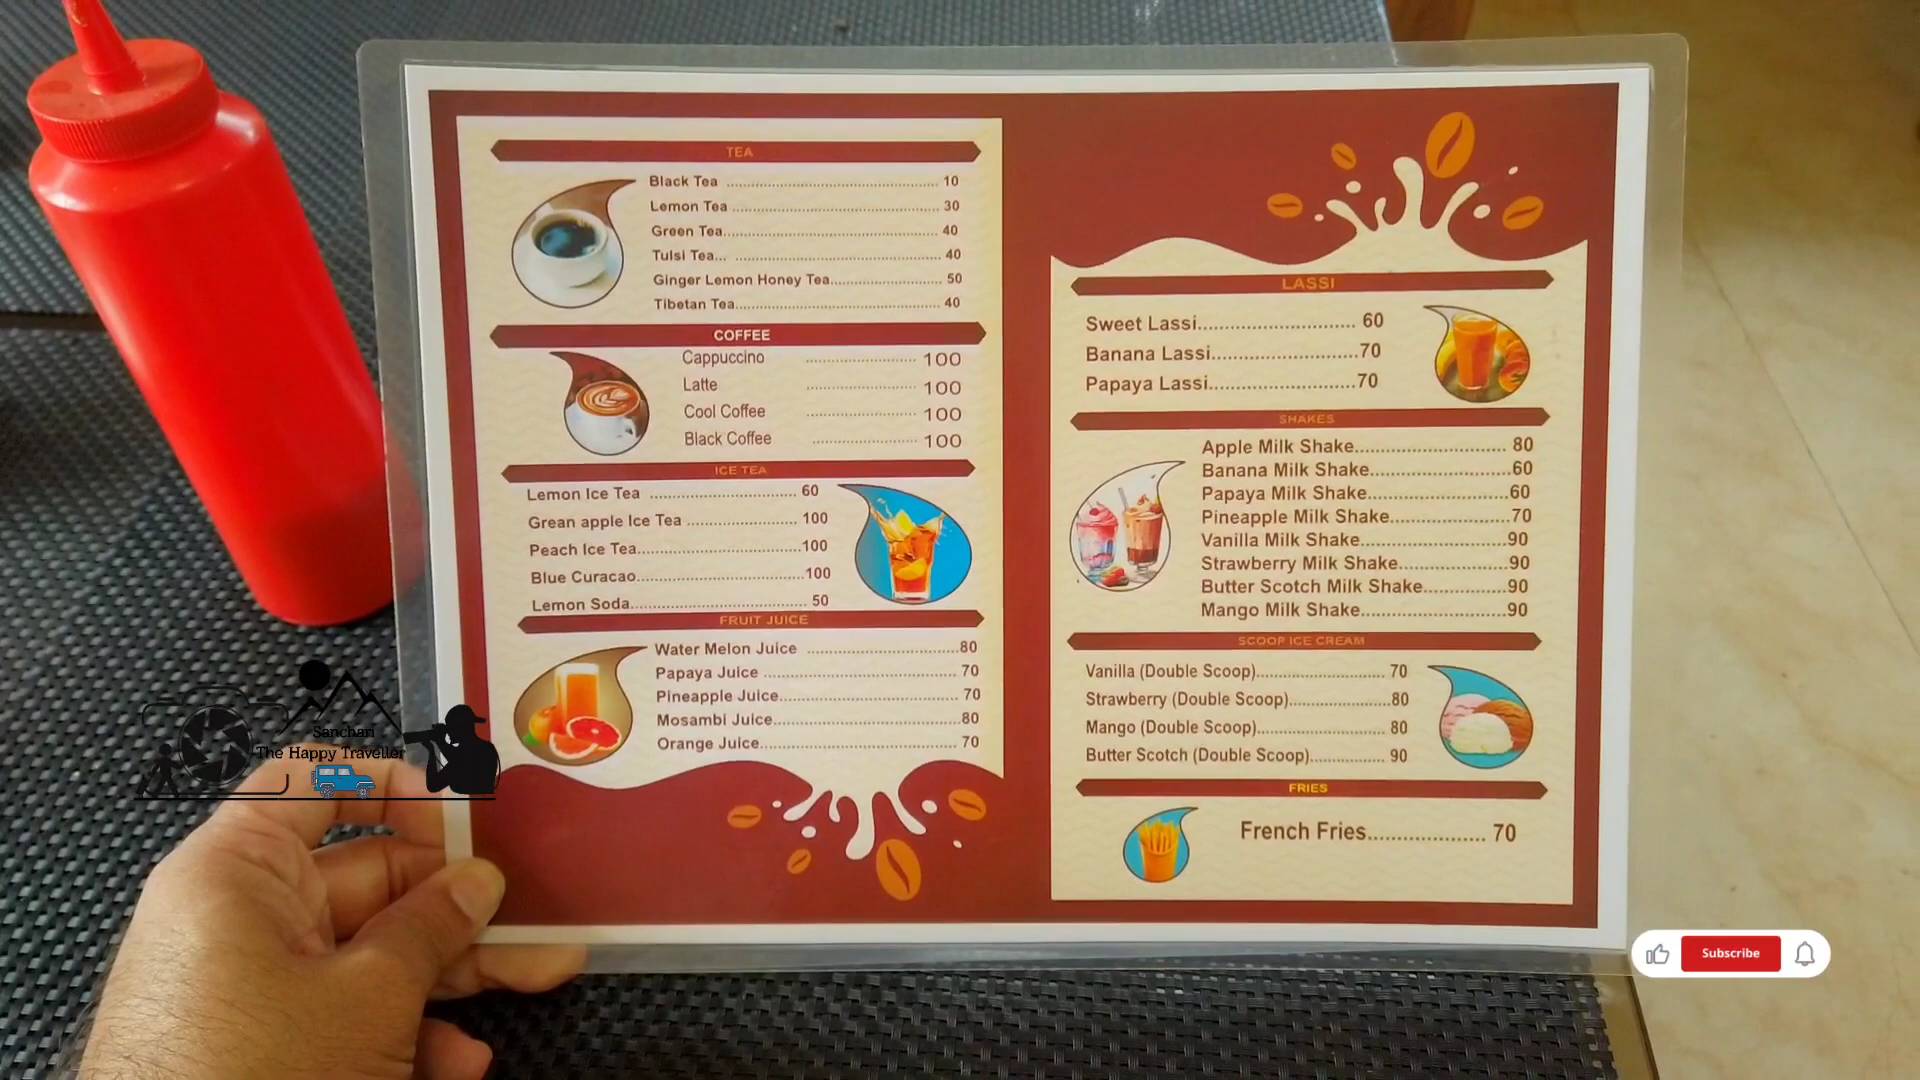 TEA
Black Tea ........................................................ 10
Lemon Tea ...................................................... 30
Green Tea......................................................... 40
Tulsi Tea... ...................................................... 40
Ginger Lemon Honey Tea............................. 50
Tibetan Tea...................................................... 40
COFFEE
Cappuccino ............................ 100
Latte ............................ 100
Cool Coffee ............................ 100
Black Coffee ............................ 100
ICE TEA
Lemon Ice Tea ...................................... 60
Grean apple Ice Tea ............................ 100
Peach Ice Tea.........................................100
Blue Curacao..........................................100
Lemon Soda............................................ 50
FRUIT JUICE
Water Melon Juice ......................................80
Papaya Juice ................................................ 70
Pineapple Juice............................................ 70
Mosambi Juice...............................................80
Orange Juice................................................. 70
LASSI
Sweet Lassi............................ 60
Banana Lassi..........................70
Papaya Lassi..........................70
SHAKES
Apple Milk Shake............................ 80
Banana Milk Shake..........................60
Papaya Milk Shake..........................60
Pineapple Milk Shake......................70
Vanilla Milk Shake...........................90
Strawberry Milk Shake....................90
Butter Scotch Milk Shake...............90
Mango Milk Shake...........................90
SCOOP ICE CREAM
Vanilla (Double Scoop)............................ 70
Strawberry (Double Scoop)......................80
Mango (Double Scoop)............................ 80
Butter Scotch (Double Scoop)................ 90
FRIES
French Fries.................... 70
Sanchari
The Happy Traveller
Subscribe